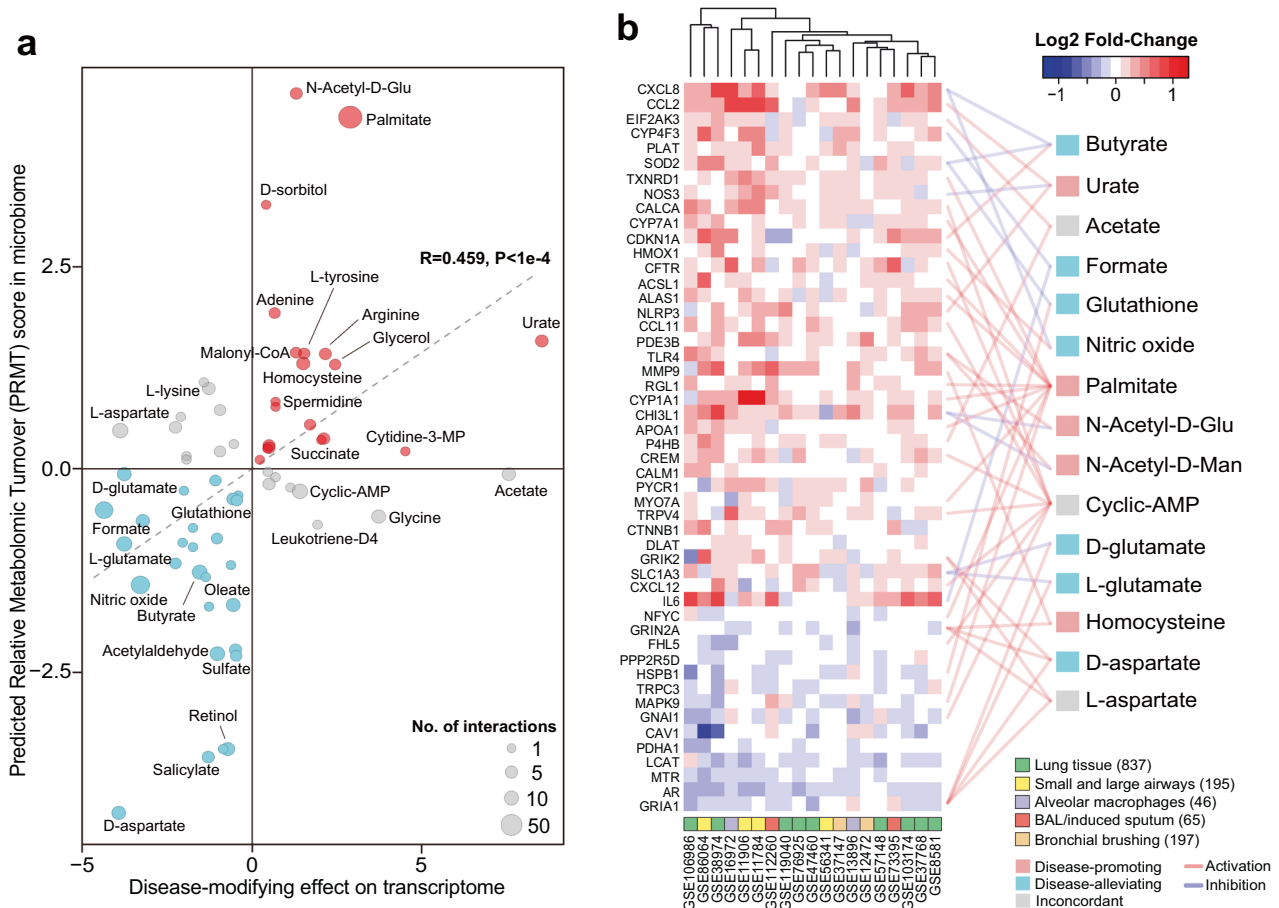 a
Predicted Relative Metabolomic Turnover (PRMT) score in microbiome
2.5
0.0
−2.5
−5
0
5
Disease-modifying effect on transcriptome
N-Acetyl-D-Glu
Palmitate
D-sorbitol
R=0.459, P<1e-4
L-tyrosine
Adenine
Arginine
Urate
Glycerol
Malonyl-CoA
Homocysteine
L-lysine
Spermidine
L-aspartate
Cytidine-3-MP
Succinate
D-glutamate
Cyclic-AMP
Acetate
Glutathione
Formate
Glycine
Leukotriene-D4
L-glutamate
Oleate
Nitric oxide
Butyrate
Acetylaldehyde
Sulfate
Retinol
Salicylate
D-aspartate
No. of interactions
1
5
10
50
b
Log2 Fold-Change
−1
0
1
CXCL8
CCL2
EIF2AK3
CYP4F3
PLAT
SOD2
TXNRD1
NOS3
CALCA
CYP7A1
CDKN1A
HMOX1
CFTR
ACSL1
ALAS1
NLRP3
CCL11
PDE3B
TLR4
MMP9
RGL1
CYP1A1
CHI3L1
APOA1
P4HB
CREM
CALM1
PYCR1
MYO7A
TRPV4
CTNNB1
DLAT
GRIK2
SLC1A3
CXCL12
IL6
NFYC
GRIN2A
FHL5
PPP2R5D
HSPB1
TRPC3
MAPK9
GNAI1
CAV1
PDHA1
LCAT
MTR
AR
GRIA1
GSE106986
GSE86064
GSE38974
GSE16972
GSE11906
GSE11784
GSE112260
GSE119040
GSE76925
GSE47460
GSE56341
GSE37147
GSE13896
GSE12472
GSE57148
GSE73395
GSE103174
GSE37768
GSE8581
Butyrate
Urate
Acetate
Formate
Glutathione
Nitric oxide
Palmitate
N-Acetyl-D-Glu
N-Acetyl-D-Man
Cyclic-AMP
D-glutamate
L-glutamate
Homocysteine
D-aspartate
L-aspartate
Lung tissue (837)
Small and large airways (195)
Alveolar macrophages (46)
BAL/induced sputum (65)
Bronchial brushing (197)
Disease-promoting
Disease-alleviating
Inconcordant
Activation
Inhibition